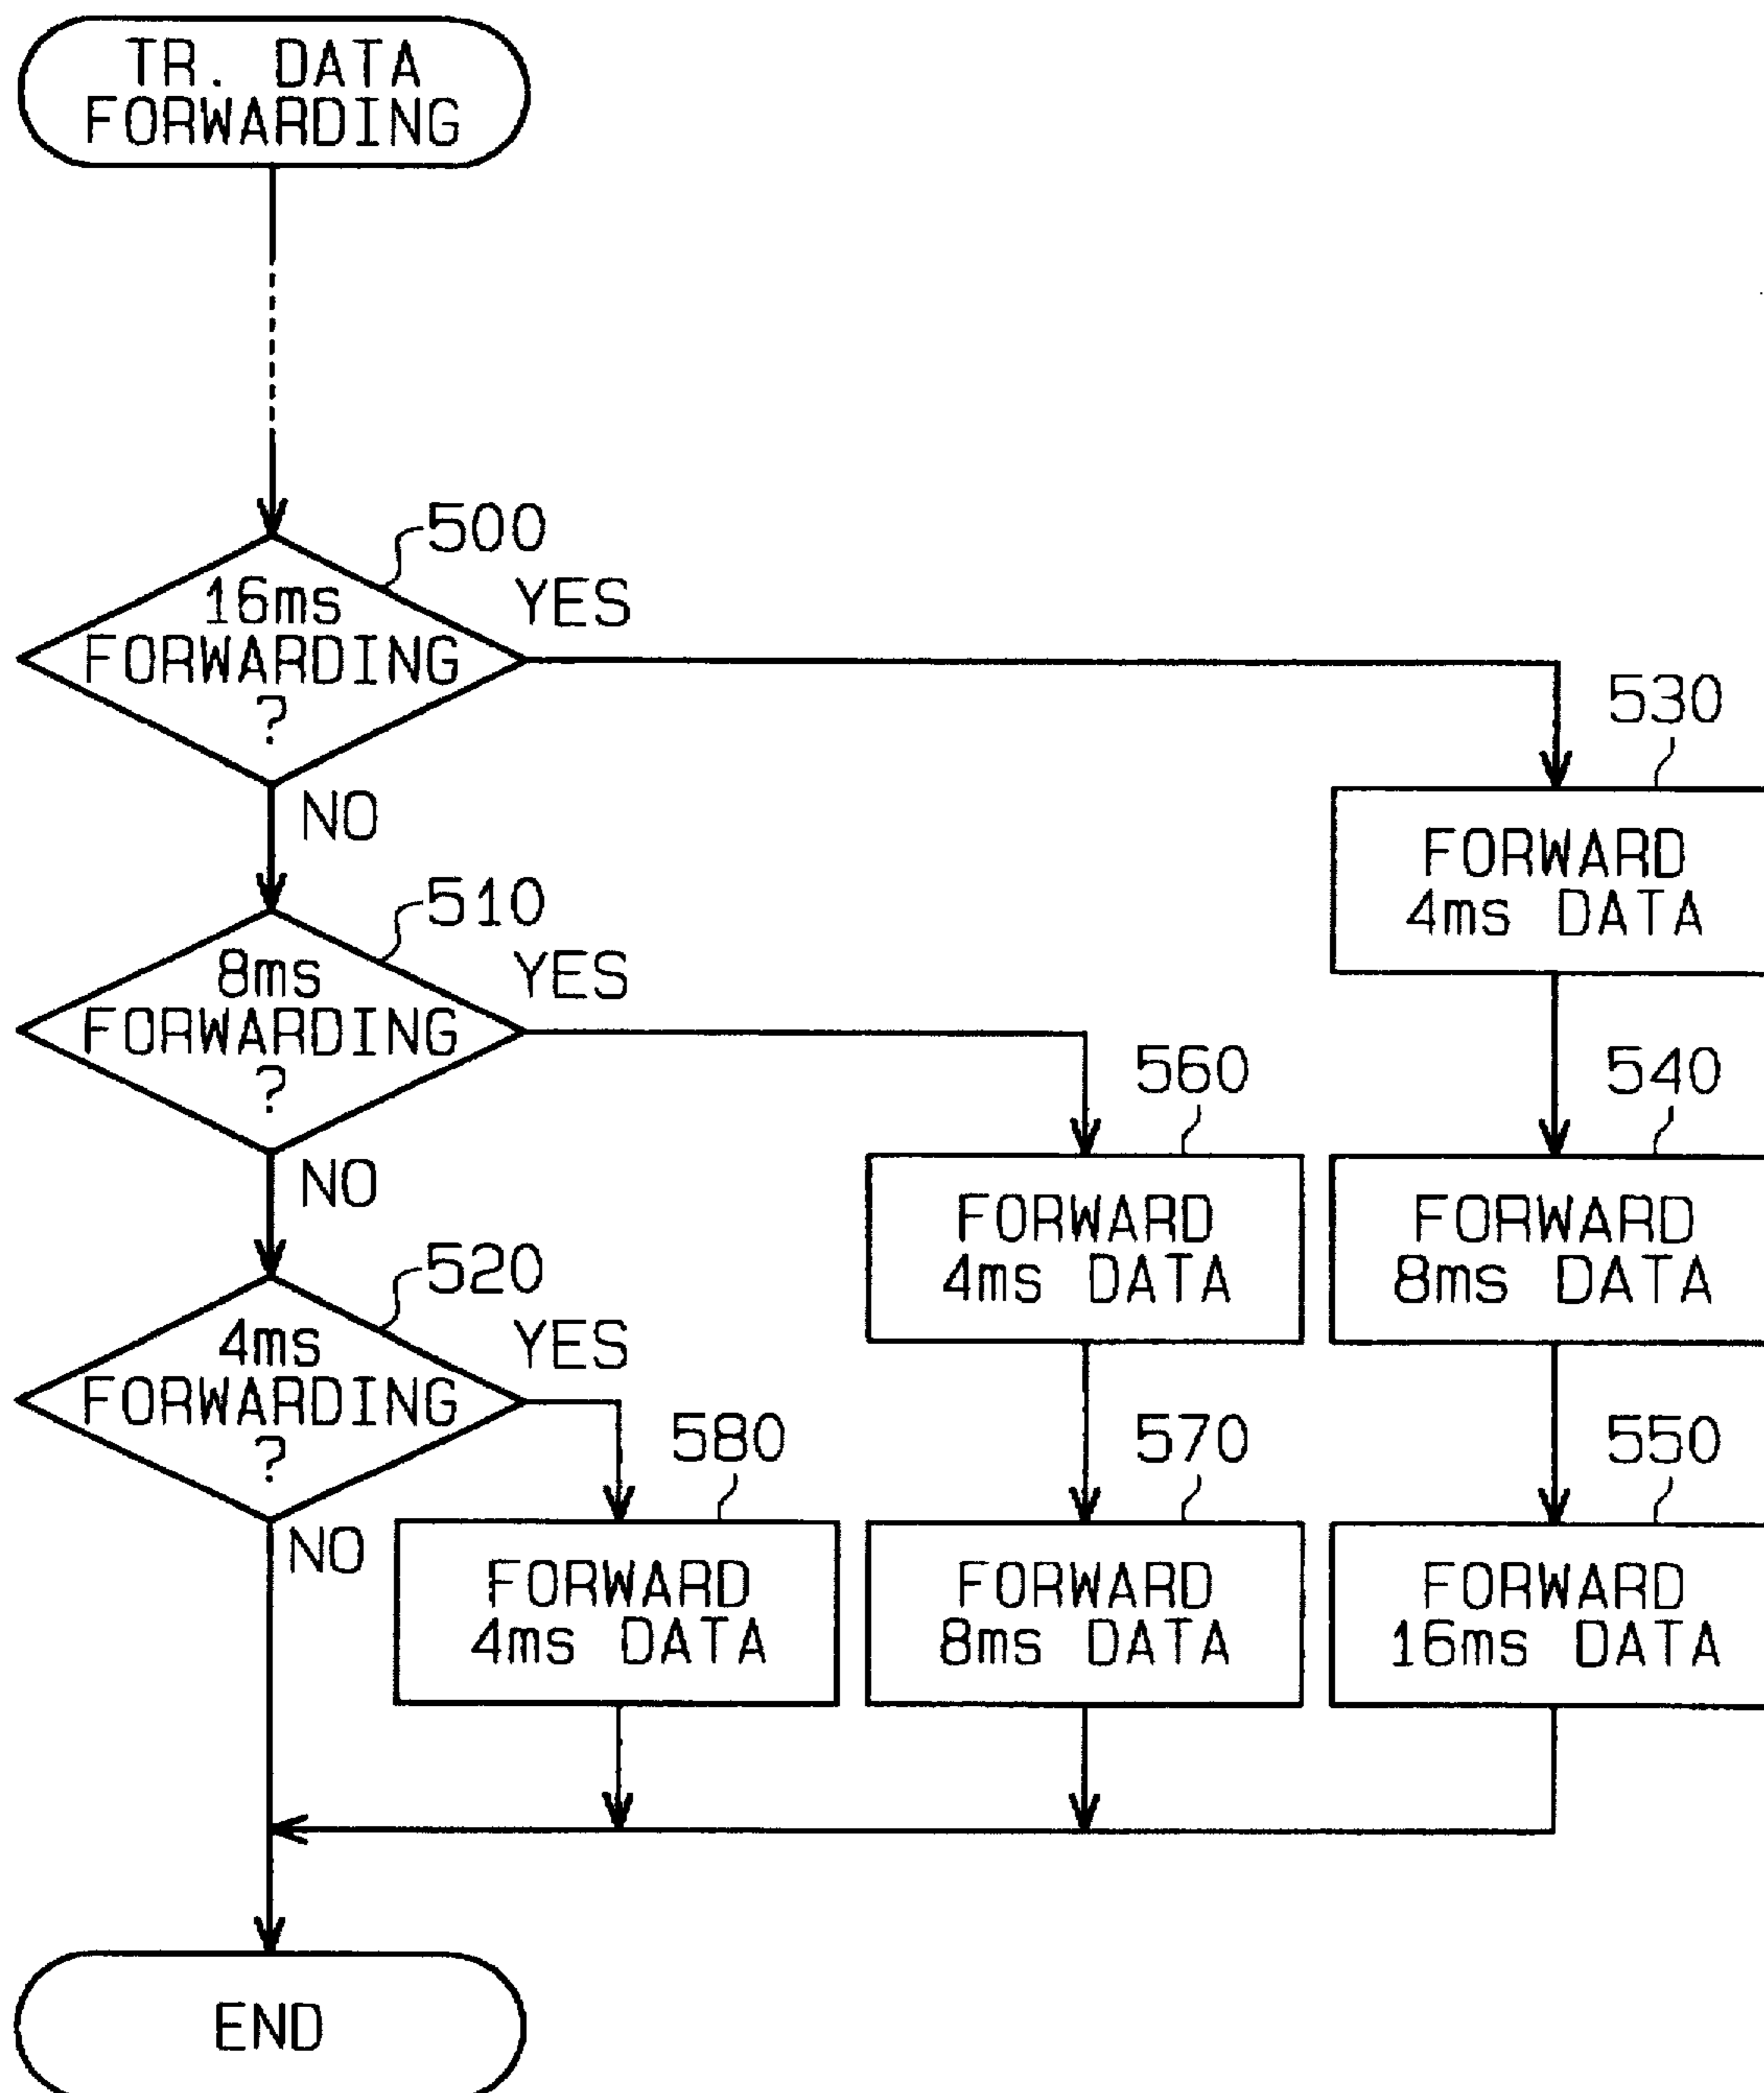 TR. DATA
FORWARDING
500
16ms
FORWARDING
?
YES
NO
530
FORWARD
4ms DATA
510
8ms
FORWARDING
?
YES
NO
560
FORWARD
4ms DATA
540
FORWARD
8ms DATA
520
4ms
FORWARDING
?
YES
NO
580
FORWARD
4ms DATA
570
FORWARD
8ms DATA
550
FORWARD
16ms DATA
END